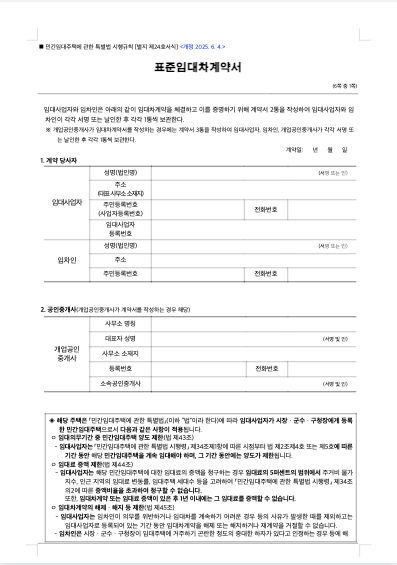 ■ 민간임대주택에 관한 특별법 시행규칙 [별지 제24호서식] <개정 2025. 6. 4.>
표준임대차계약서
(6쪽 중 1쪽)
임대사업자와 임차인은 아래와 같이 임대차계약을 체결하고 이를 증명하기 위해 계약서 2통을 작성하여 임대사업자와 임
차인이 각각 서명 또는 날인한 후 각각 1통씩 보관한다.
※ 개업공인중개사가 임대차계약서를 작성하는 경우에는 계약서 3통을 작성하여 임대사업자, 임차인, 개업공인중개사가 각각 서명 또
는 날인한 후 각각 1통씩 보관한다.
계약일: 년 월 일
1. 계약 당사자
임대사업자
성명(법인명)
(서명 또는 인)
주소
(대표 사무소 소재지)
주민등록번호
(사업자등록번호)
전화번호
임대사업자
등록번호
임차인
성명(법인명)
(서명 또는 인)
주소
주민등록번호
전화번호
2. 공인중개사(개업공인중개사가 계약서를 작성하는 경우 해당)
개업공인
중개사
사무소 명칭
대표자 성명
(서명 및 인)
사무소 소재지
등록번호
전화번호
소속공인중개사
(서명 및 인)
◈ 해당 주택은 「민간임대주택에 관한 특별법」(이하 "법"이라 한다)에 따라 임대사업자가 시장ㆍ군수ㆍ구청장에게 등록
한 민간임대주택으로서 다음과 같은 사항이 적용됩니다.
ㅇ 임대의무기간 중 민간임대주택 양도 제한(법 제43조)
- 임대사업자는 「민간임대주택에 관한 특별법 시행령」 제34조제1항에 따른 시점부터 법 제2조제4호 또는 제5호에 따른
기간 동안 해당 민간임대주택을 계속 임대해야 하며, 그 기간 동안에는 양도가 제한됩니다.
ㅇ 임대료 증액 제한(법 제44조)
- 임대사업자는 해당 민간임대주택에 대한 임대료의 증액을 청구하는 경우 임대료의 5퍼센트의 범위에서 주거비 물가
지수, 인근 지역의 임대료 변동률, 임대주택 세대수 등을 고려하여 「민간임대주택에 관한 특별법 시행령」 제34조
의2에 따른 증액비율을 초과하여 청구할 수 없습니다.
또한, 임대차계약 또는 임대료 증액이 있은 후 1년 이내에는 그 임대료를 증액할 수 없습니다.
ㅇ 임대차계약의 해제ㆍ해지 등 제한(법 제45조)
- 임대사업자는 임차인이 의무를 위반하거나 임대차를 계속하기 어려운 경우 등의 사유가 발생한 때를 제외하고는
임대사업자로 등록되어 있는 기간 동안 임대차계약을 해제 또는 해지하거나 재계약을 거절할 수 없습니다.
- 임차인은 시장ㆍ군수ㆍ구청장이 임대주택에 거주하기 곤란한 정도의 중대한 하자가 있다고 인정하는 경우 등에 해